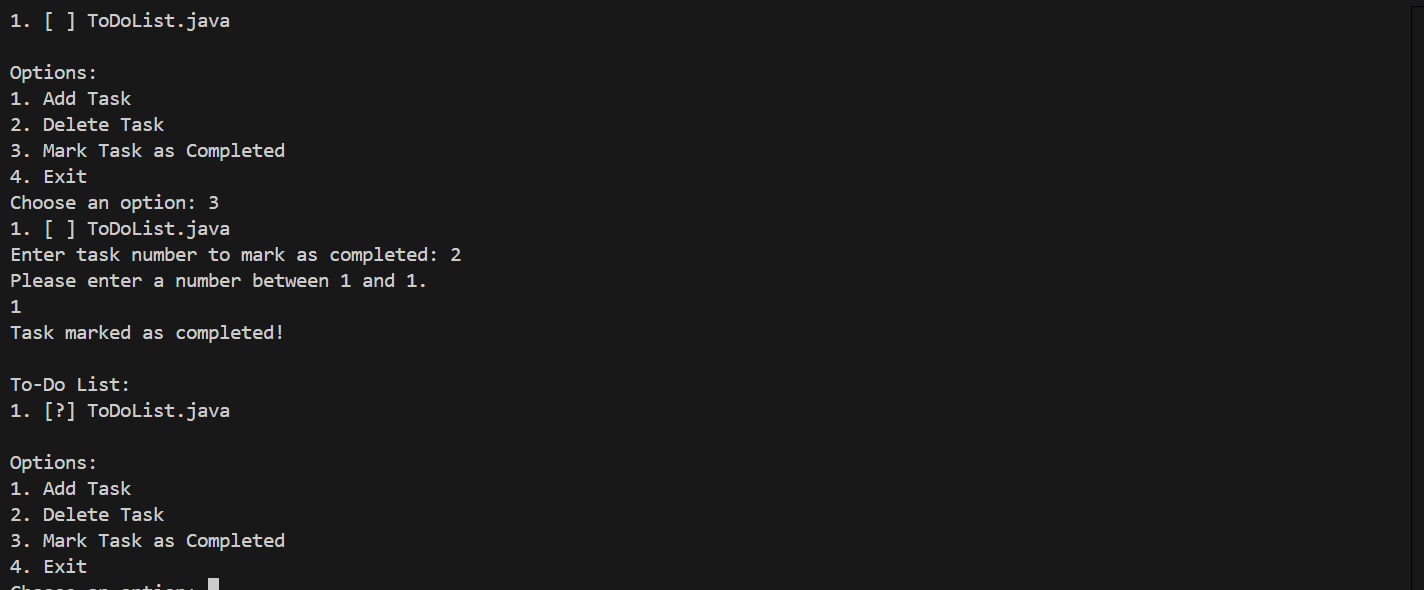 1. [ ] ToDoList.java
Options:
1. Add Task
2. Delete Task
3. Mark Task as Completed
4. Exit
Choose an option: 3
1. [ ] ToDoList.java
Enter task number to mark as completed: 2
Please enter a number between 1 and 1.
1
Task marked as completed!
To-Do List:
1. [?] ToDoList.java
Options:
1. Add Task
2. Delete Task
3. Mark Task as Completed
4. Exit
Choose an option: